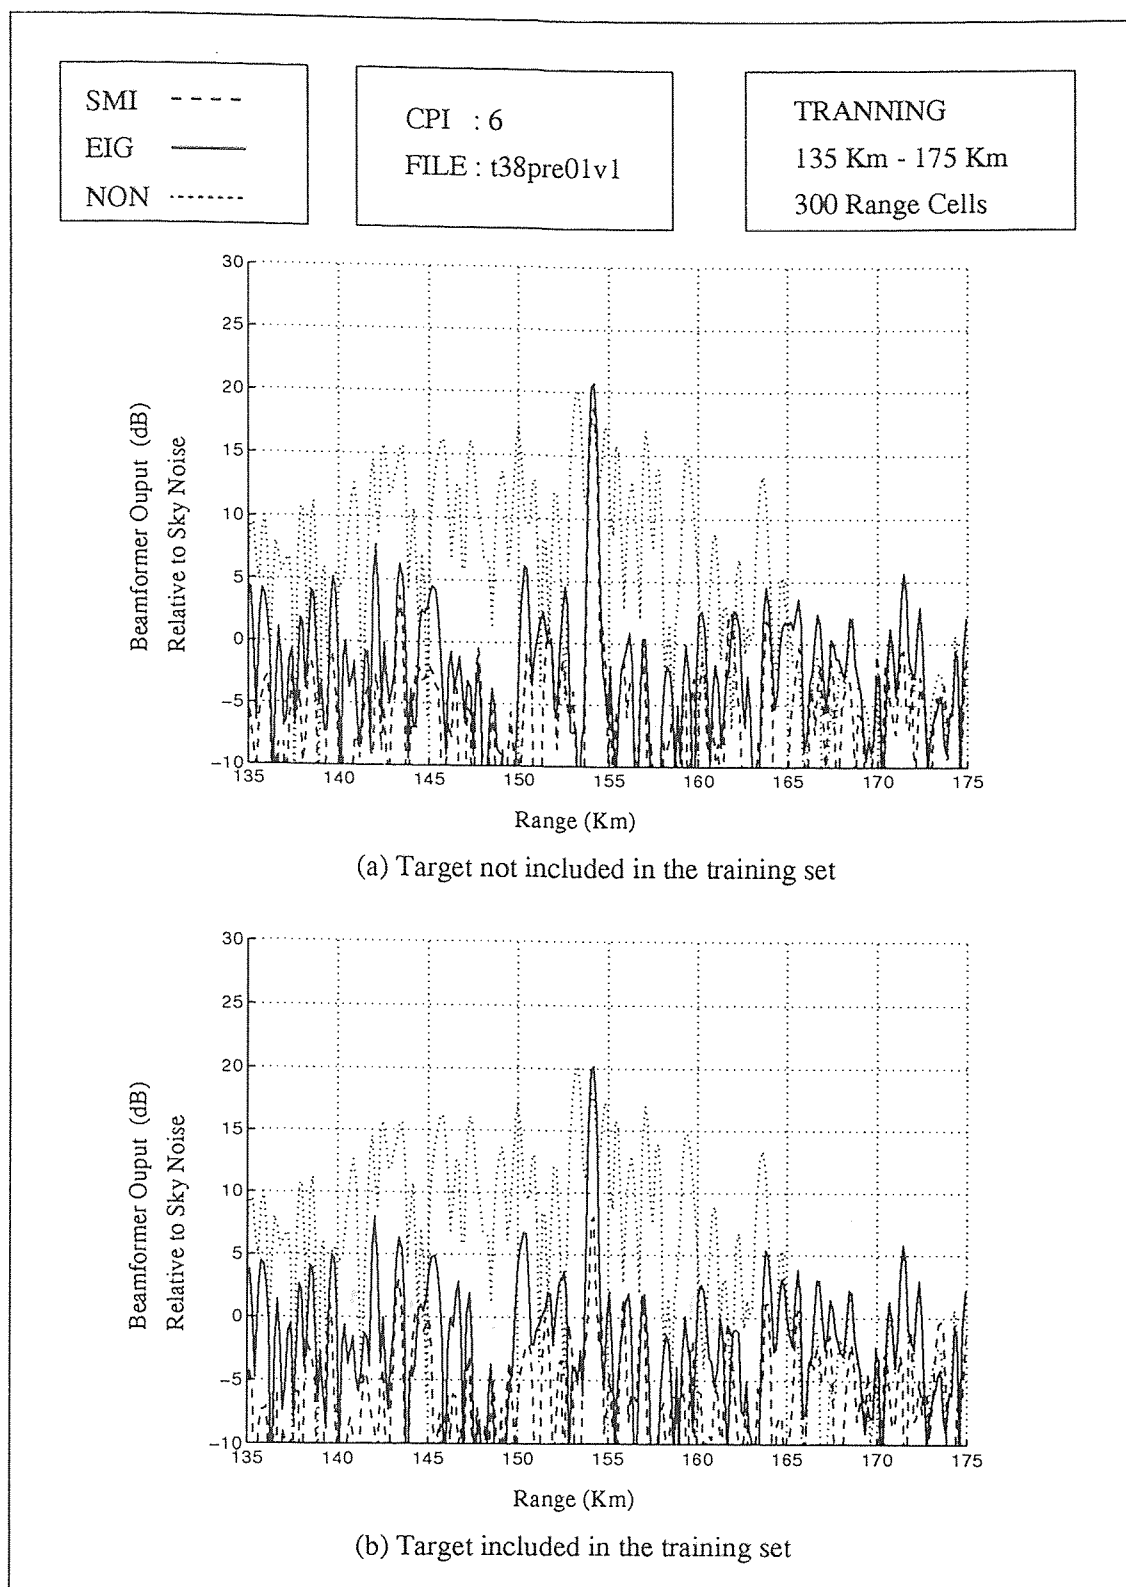 SMI
EIG
NON
CPI : 6
FILE : t38pre01v1
TRANNING
135 Km - 175 Km
300 Range Cells
30
25
20
15
10
5
0
−5
−10
135 140 145 150 155 160 165 170 175
Beamformer Ouput (dB)
Relative to Sky Noise
Range (Km)
(a) Target not included in the training set
30
25
20
15
10
5
0
−5
−10
135 140 145 150 155 160 165 170 175
Beamformer Ouput (dB)
Relative to Sky Noise
Range (Km)
(b) Target included in the training set